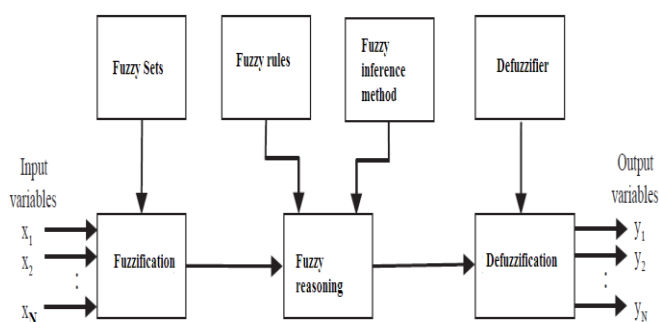 Fuzzy Sets
Fuzzy rules
Fuzzy
inference
method
Defuzzifier
Input
variables
x1
x2
:
xN
Fuzzification
Fuzzy
reasoning
Defuzzification
Output
variables
y1
y2
:
yN